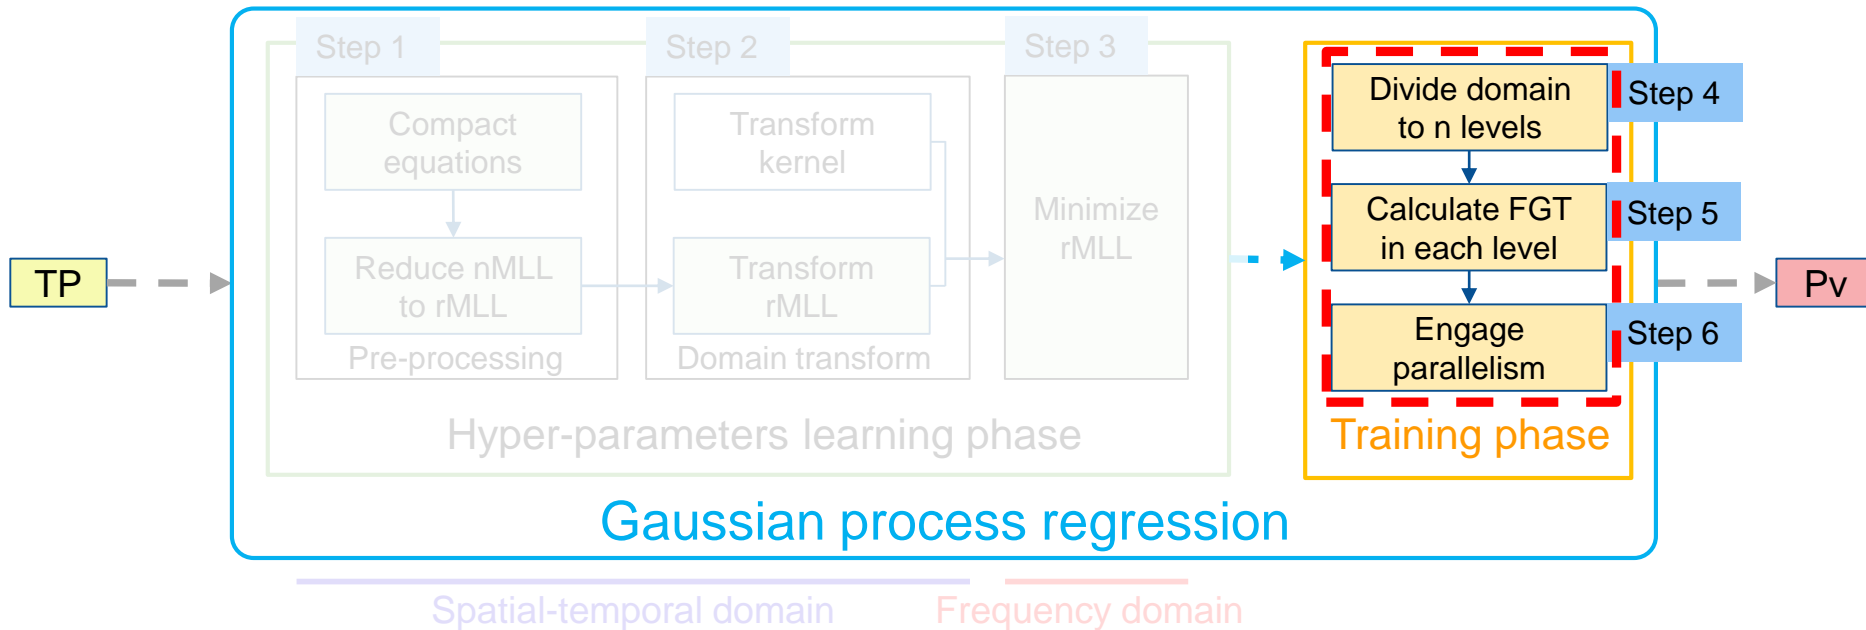 Step 1
Step 2
Step 3
Compact
equations
Reduce nMLL
to rMLL
Pre-processing
Transform
kernel
Transform
rMLL
Domain transform
Minimize
rMLL
Hyper-parameters learning phase
Divide domain
to n levels
Step 4
Calculate FGT
in each level
Step 5
Engage
parallelism
Step 6
Training phase
TP
Pv
Gaussian process regression
Spatial-temporal domain
Frequency domain